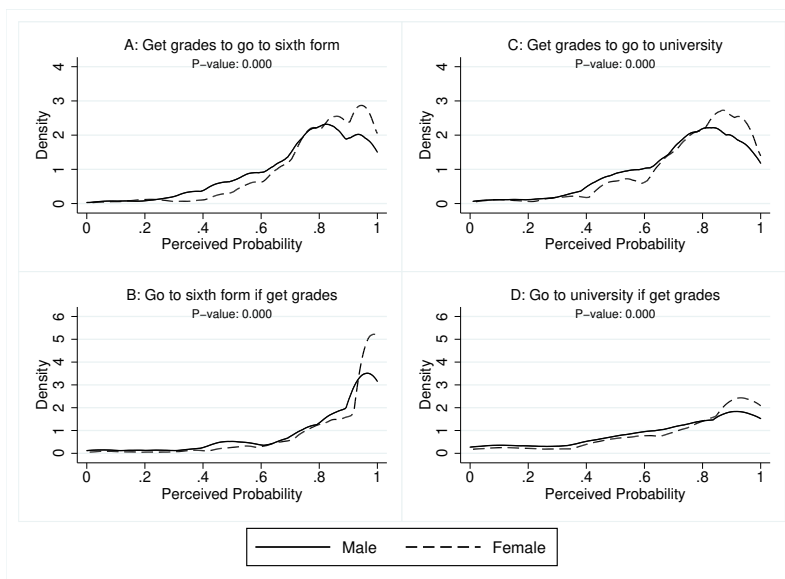 A: Get grades to go to sixth form
P−value: 0.000
Density
0 1 2 3 4
0 .2 .4 .6 .8 1
Perceived Probability
C: Get grades to go to university
P−value: 0.000
Density
0 1 2 3 4
0 .2 .4 .6 .8 1
Perceived Probability
B: Go to sixth form if get grades
P−value: 0.000
Density
0 1 2 3 4 5 6
0 .2 .4 .6 .8 1
Perceived Probability
D: Go to university if get grades
P−value: 0.000
Density
0 1 2 3 4 5 6
0 .2 .4 .6 .8 1
Perceived Probability
Male Female